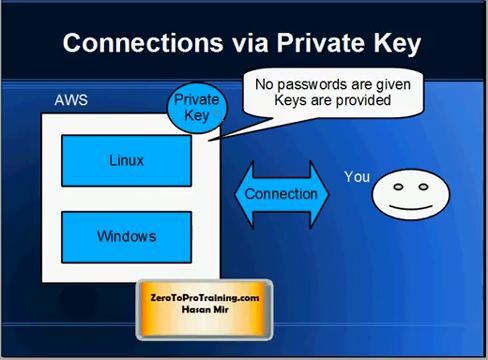 Connections via Private Key
AWS
Private
Key
No passwords are given
Keys are provided
Linux
Connection
You
Windows
ZeroToProTraining.com
Hasan Mir